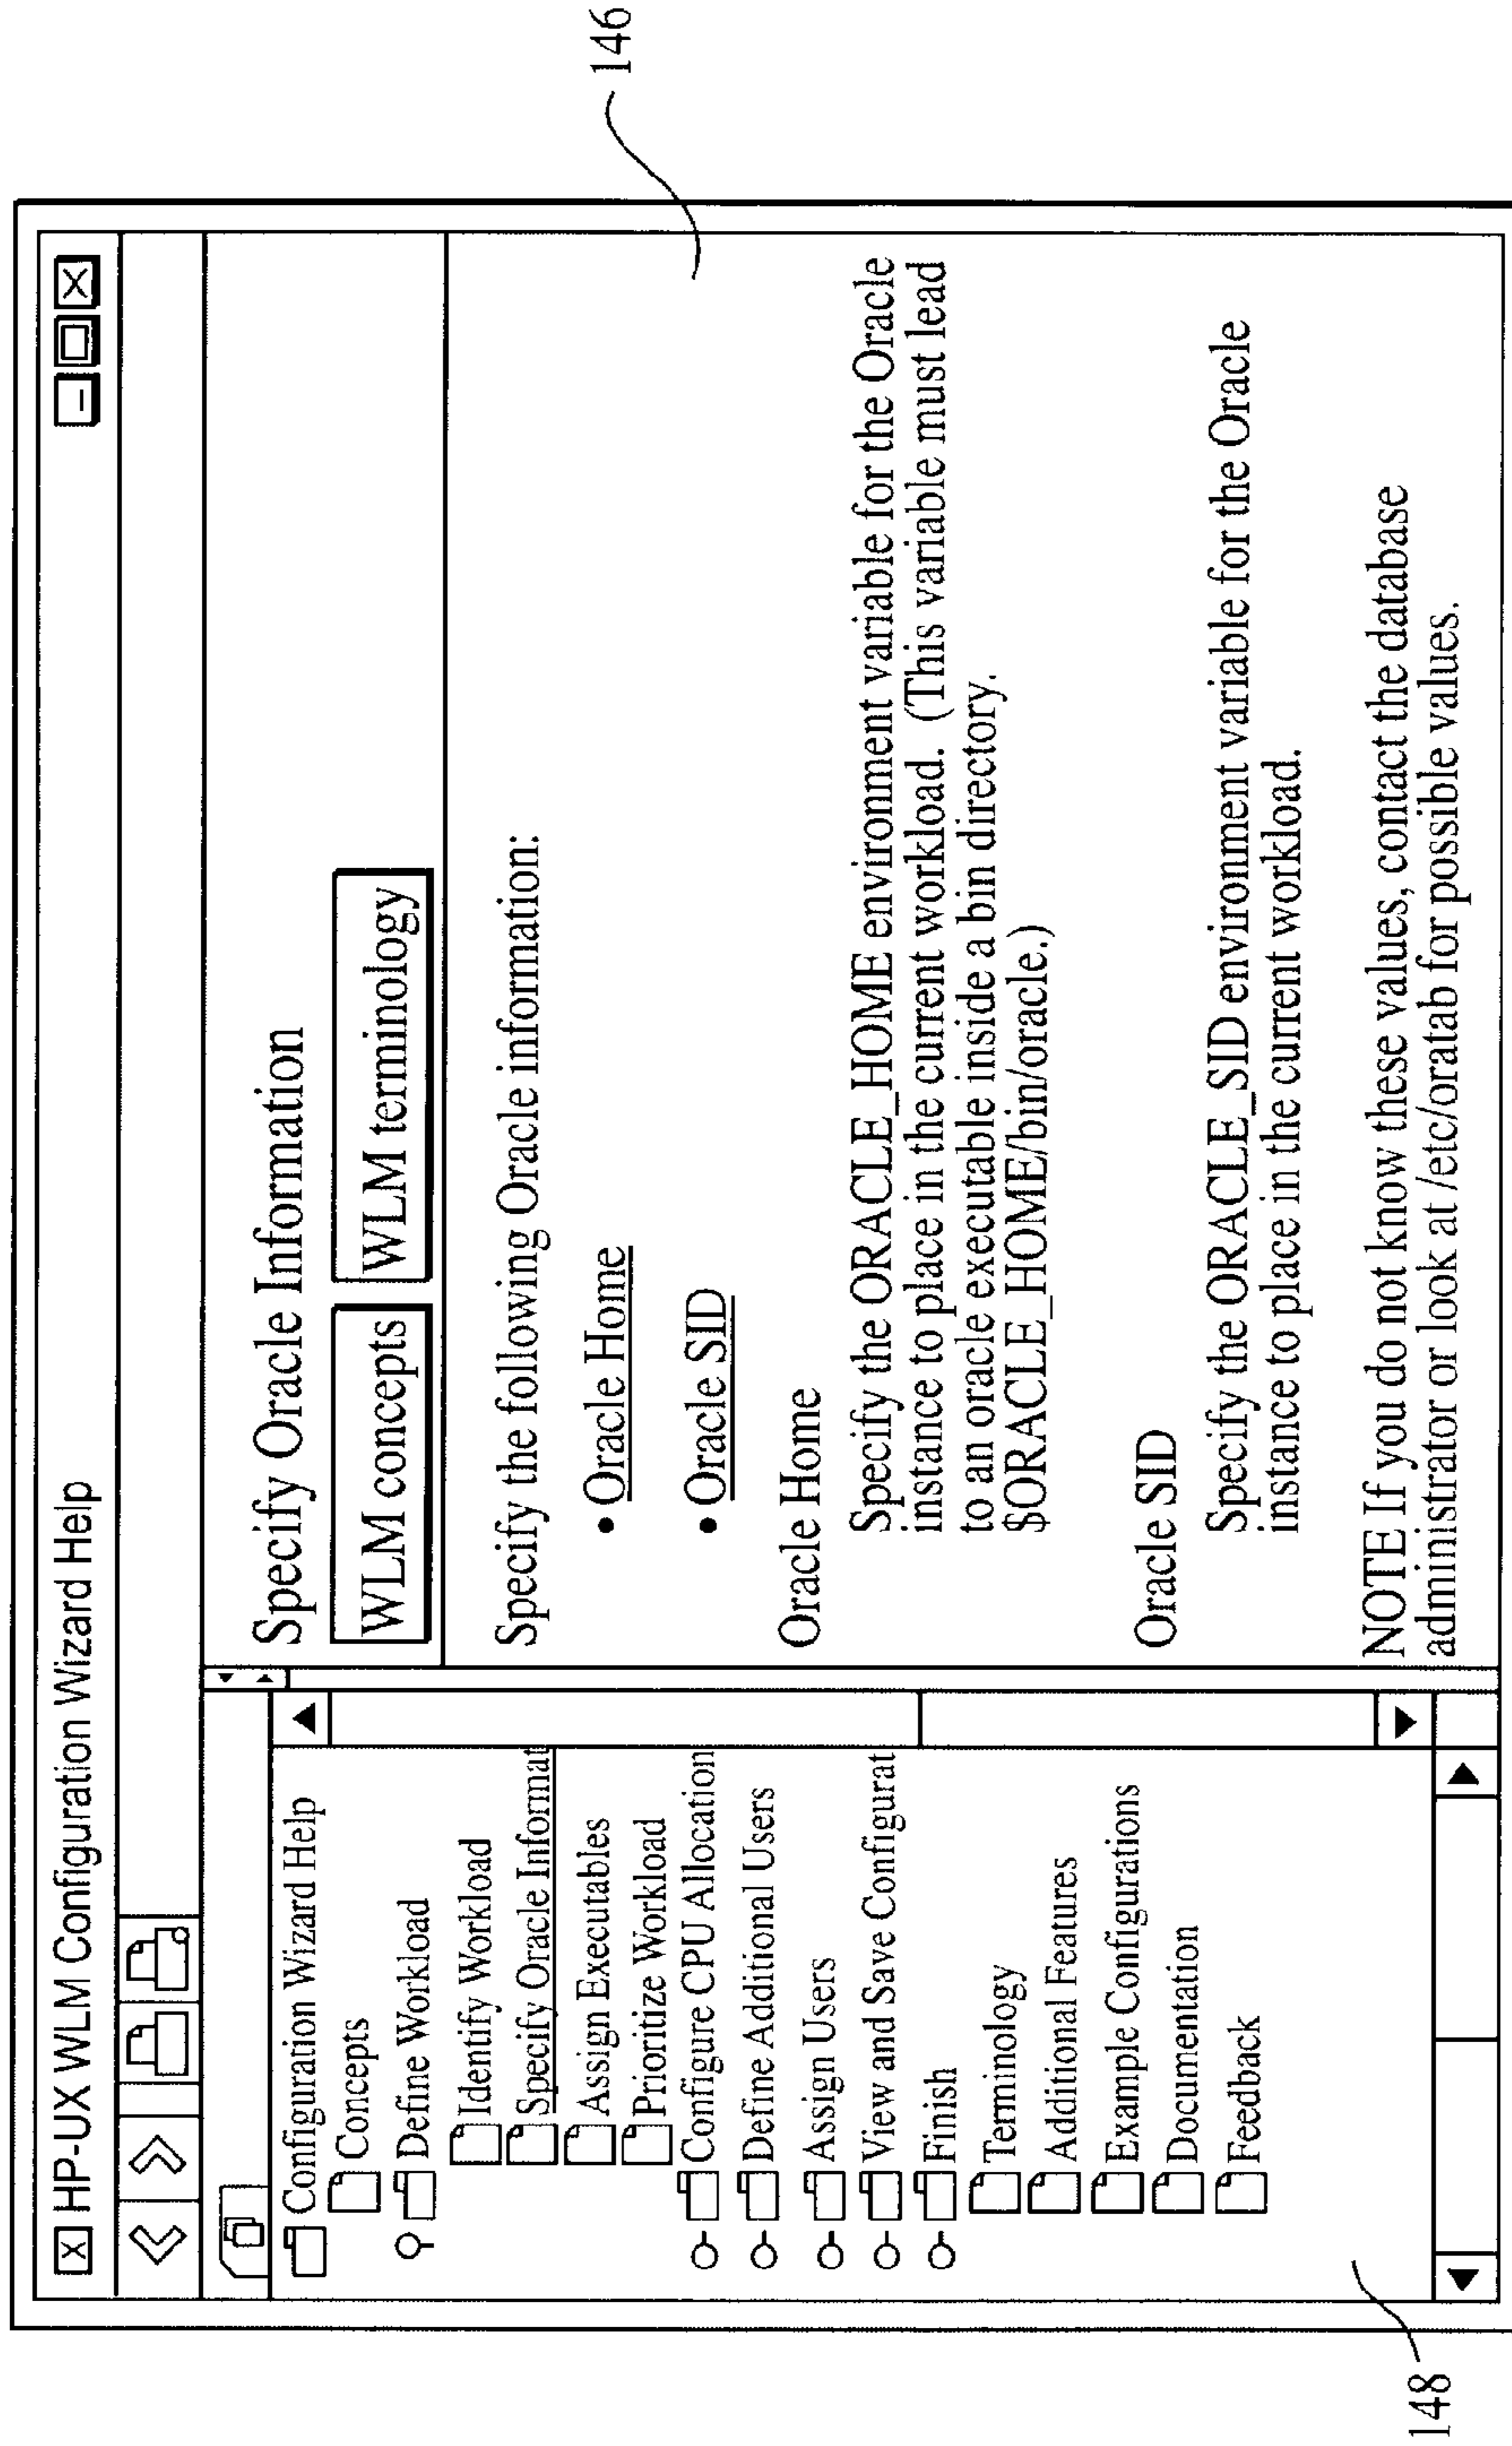 HP-UX WLM Configuration Wizard Help
Configuration Wizard Help
Concepts
Define Workload
Identify Workload
Specify Oracle Informat
Assign Executables
Prioritize Workload
Configure CPU Allocation
Define Additional Users
Assign Users
View and Save Configurat
Finish
Terminology
Additional Features
Example Configurations
Documentation
Feedback
148
Specify Oracle Information
WLM concepts WLM terminology
Specify the following Oracle information:
• Oracle Home
• Oracle SID
Oracle Home
Specify the ORACLE_HOME environment variable for the Oracle
instance to place in the current workload. (This variable must lead
to an oracle executable inside a bin directory.
$ORACLE_HOME/bin/oracle.)
Oracle SID
Specify the ORACLE_SID environment variable for the Oracle
instance to place in the current workload.
NOTE If you do not know these values, contact the database
administrator or look at /etc/oratab for possible values.
146